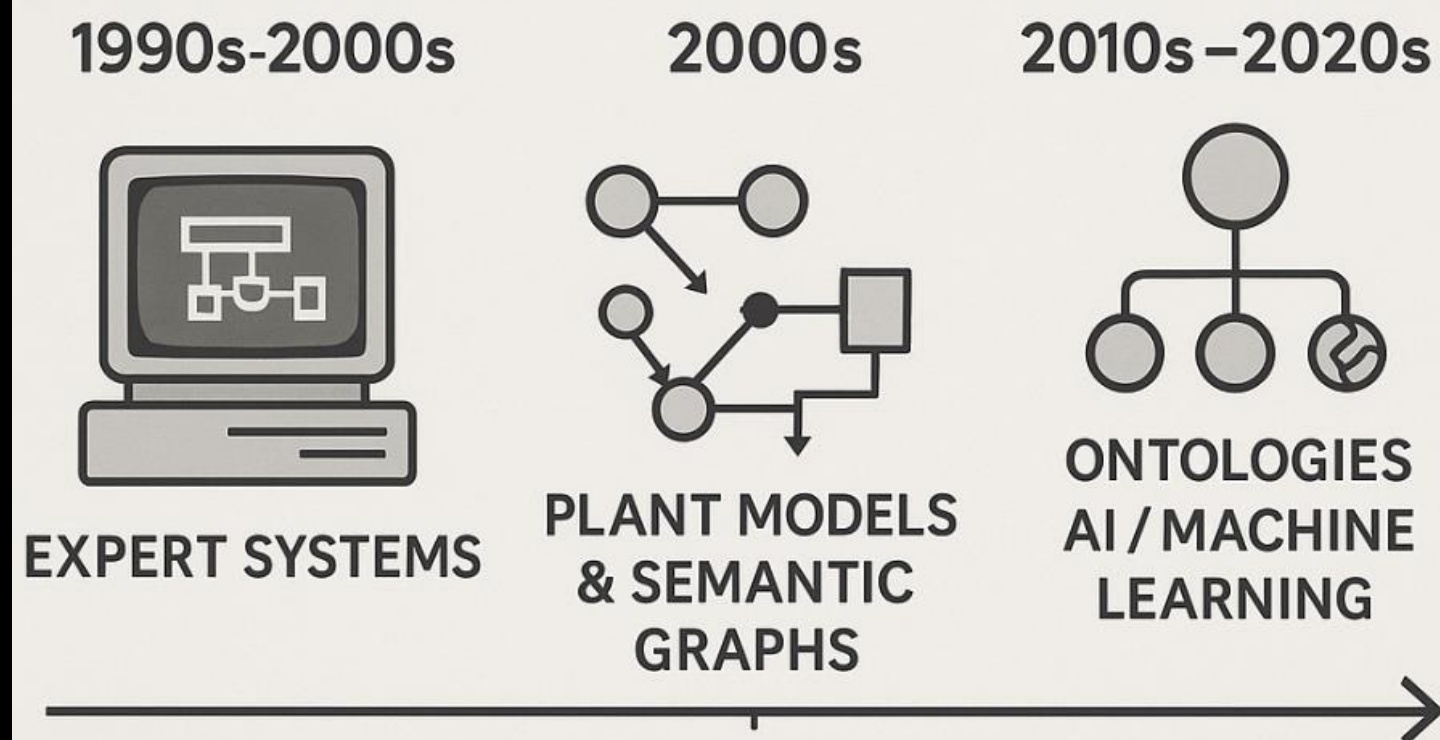 1990s-2000s
2000s
2010s–2020s
EXPERT SYSTEMS
PLANT MODELS
& SEMANTIC
GRAPHS
ONTOLOGIES
AI / MACHINE
LEARNING